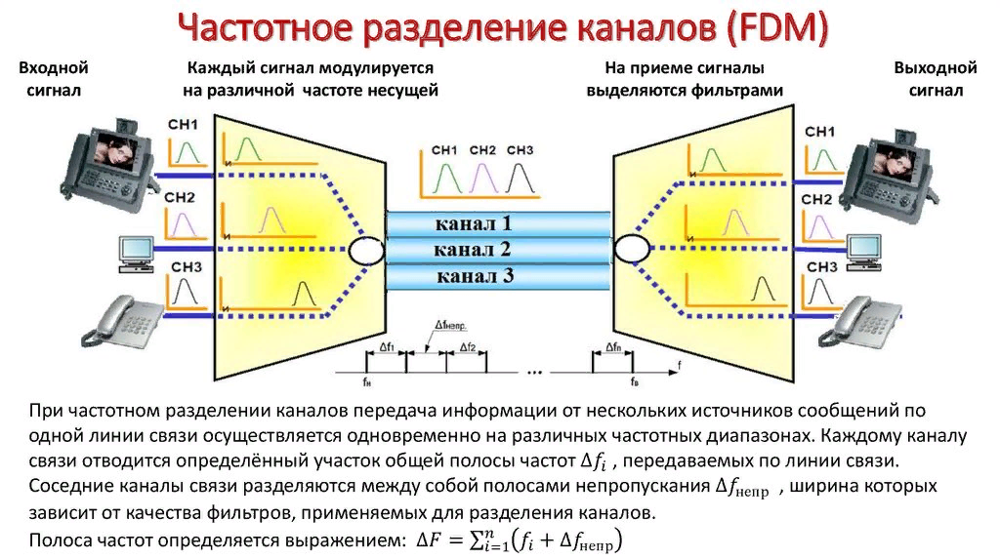 Частотное разделение каналов (FDM)
Входной
сигнал
Каждый сигнал модулируется
на различной частоте несущей
На приеме сигналы
выделяются фильтрами
Выходной
сигнал
CH1
CH2
CH3
CH1 CH2 CH3
канал 1
канал 2
канал 3
CH1
CH2
CH3
Δfнепр.
Δf1
Δf2
Δfn
...
fн
fв
f
При частотном разделении каналов передача информации от нескольких источников сообщений по
одной линии связи осуществляется одновременно на различных частотных диапазонах. Каждому каналу
связи отводится определённый участок общей полосы частот Δfᵢ , передаваемых по линии связи.
Соседние каналы связи разделяются между собой полосами непропускания Δfнепр , ширина которых
зависит от качества фильтров, применяемых для разделения каналов.
Полоса частот определяется выражением: ΔF = ∑ⁿᵢ₌₁(fᵢ + Δfнепр)